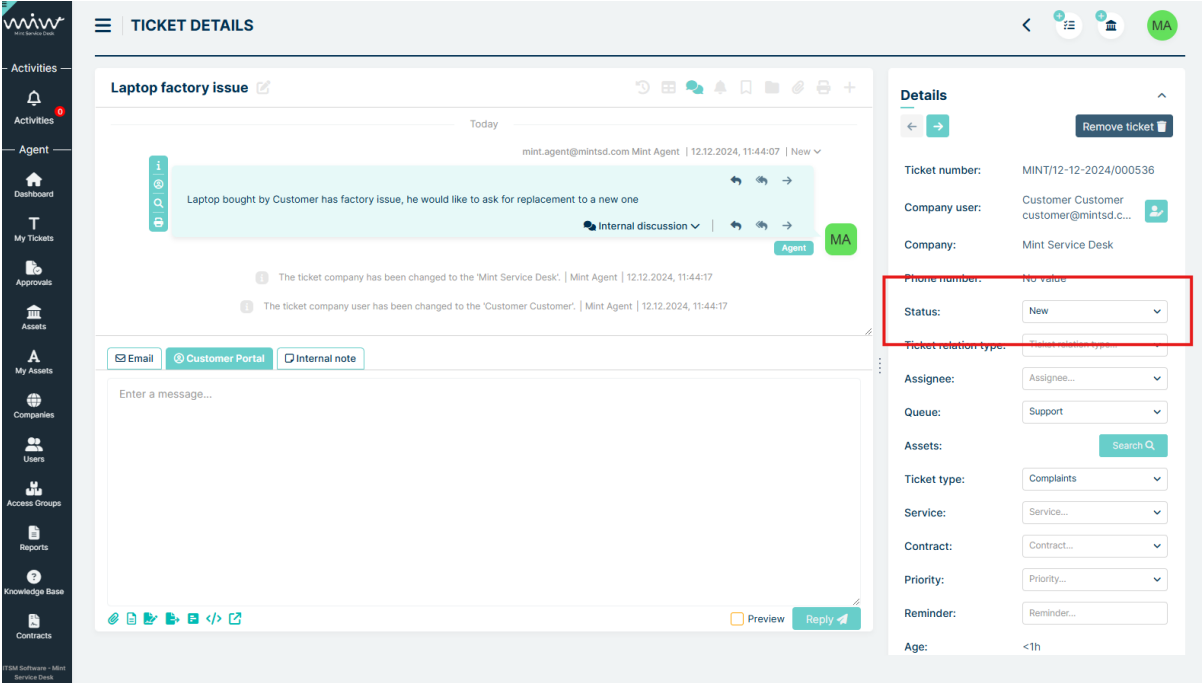 miw
Mint Service Desk
TICKET DETAILS
MA
Activities
Activities
0
Agent
Dashboard
My Tickets
Approvals
Assets
My Assets
Companies
Users
Access Groups
Reports
Knowledge Base
Contracts
ITSM Software - Mint
Service Desk
Laptop factory issue
Today
mint.agent@mintsd.com Mint Agent | 12.12.2024, 11:44:07 | New
Laptop bought by Customer has factory issue, he would like to ask for replacement to a new one
Internal discussion
Agent
MA
The ticket company has been changed to the 'Mint Service Desk'. | Mint Agent | 12.12.2024, 11:44:17
The ticket company user has been changed to the 'Customer Customer'. | Mint Agent | 12.12.2024, 11:44:17
Email
Customer Portal
Internal note
Enter a message...
Preview
Reply
Details
Remove ticket
Ticket number: MINT/12-12-2024/000536
Company user: Customer Customer
customer@mintsd.c...
Company: Mint Service Desk
Phone number: No value
Status: New
Ticket relation type: Ticket relation type...
Assignee: Assignee...
Queue: Support
Assets: Search
Ticket type: Complaints
Service: Service...
Contract: Contract...
Priority: Priority...
Reminder: Reminder...
Age: <1h